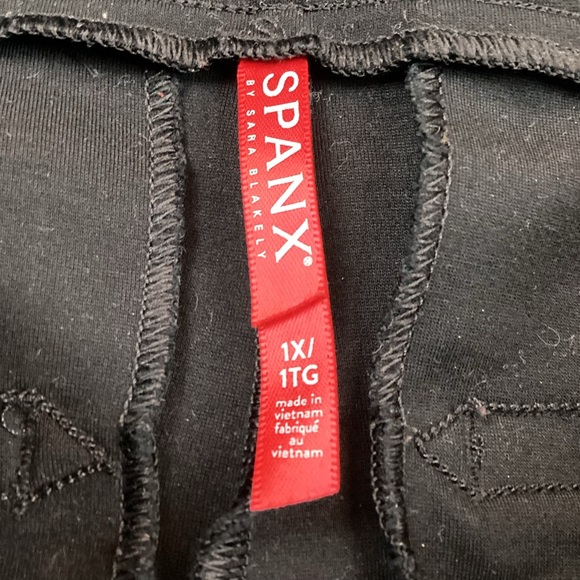 SPANX®
BY SARA BLAKELY
1X/
1TG
made in
vietnam
fabriqué
au
vietnam